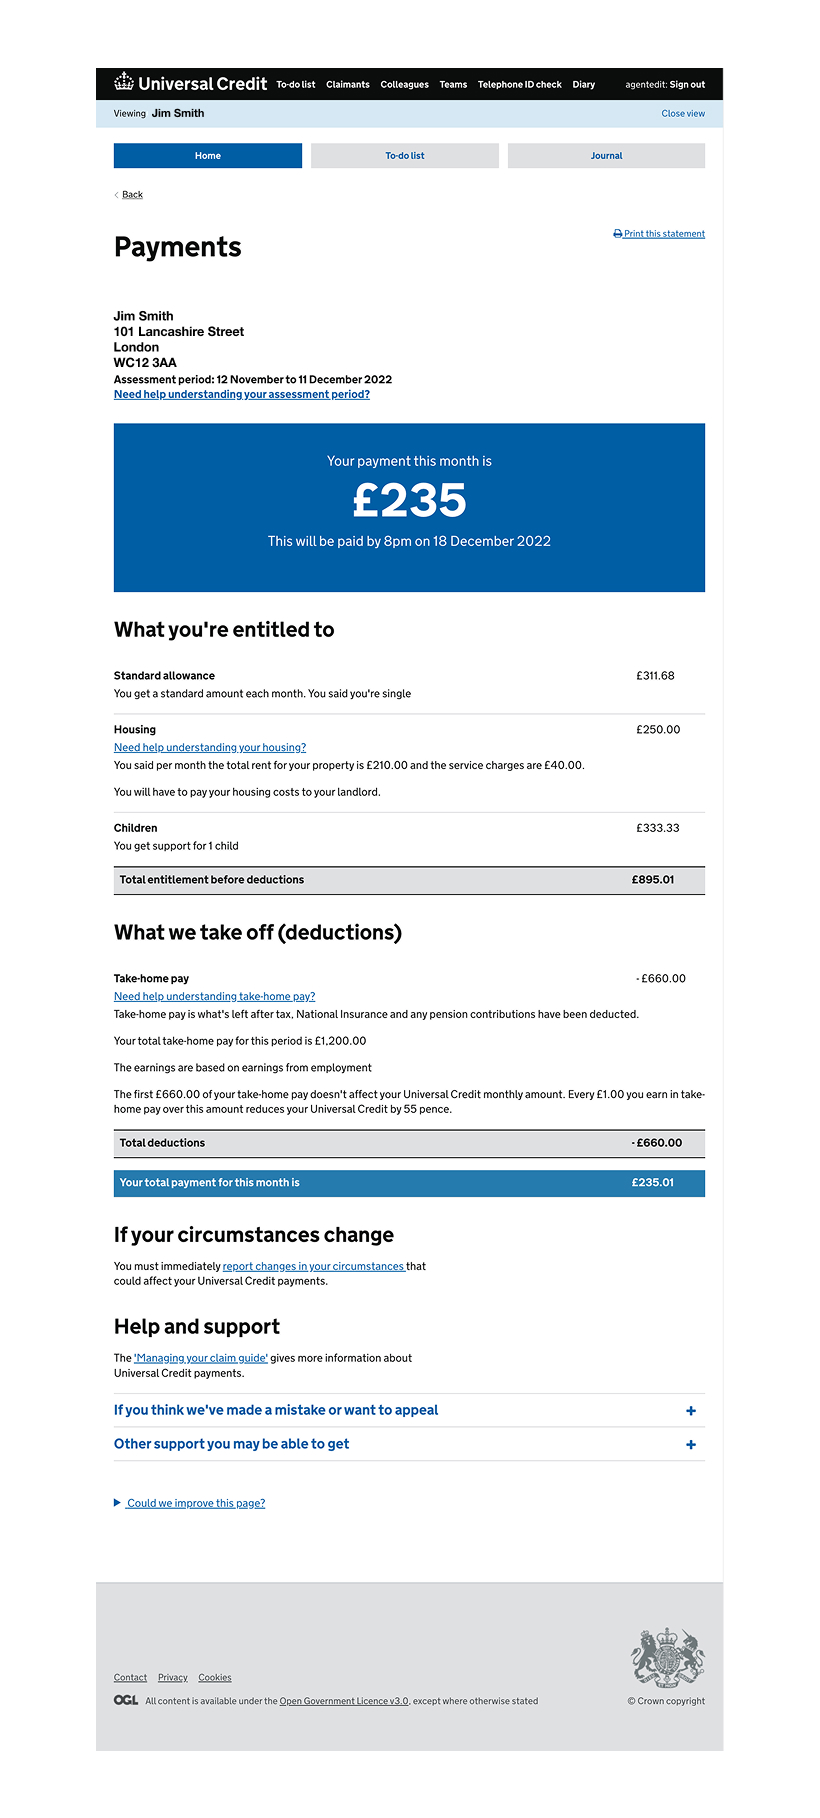 Universal Credit To-do list Claimants Colleagues Teams Telephone ID check Diary agentedit: Sign out
Viewing Jim Smith Close view
Home To-do list Journal
Back
Payments
Print this statement
Jim Smith
101 Lancashire Street
London
WC12 3AA
Assessment period: 12 November to 11 December 2022
Need help understanding your assessment period?
Your payment this month is
£235
This will be paid by 8pm on 18 December 2022
What you're entitled to
Standard allowance £311.68
You get a standard amount each month. You said you're single
Housing £250.00
Need help understanding your housing?
You said per month the total rent for your property is £210.00 and the service charges are £40.00.
You will have to pay your housing costs to your landlord.
Children £333.33
You get support for 1 child
Total entitlement before deductions £895.01
What we take off (deductions)
Take-home pay - £660.00
Need help understanding take-home pay?
Take-home pay is what's left after tax, National Insurance and any pension contributions have been deducted.
Your total take-home pay for this period is £1,200.00
The earnings are based on earnings from employment
The first £660.00 of your take-home pay doesn't affect your Universal Credit monthly amount. Every £1.00 you earn in take-
home pay over this amount reduces your Universal Credit by 55 pence.
Total deductions - £660.00
Your total payment for this month is £235.01
If your circumstances change
You must immediately report changes in your circumstances that
could affect your Universal Credit payments.
Help and support
The 'Managing your claim guide' gives more information about
Universal Credit payments.
If you think we've made a mistake or want to appeal +
Other support you may be able to get +
Could we improve this page?
Contact Privacy Cookies
OGL All content is available under the Open Government Licence v3.0, except where otherwise stated
© Crown copyright